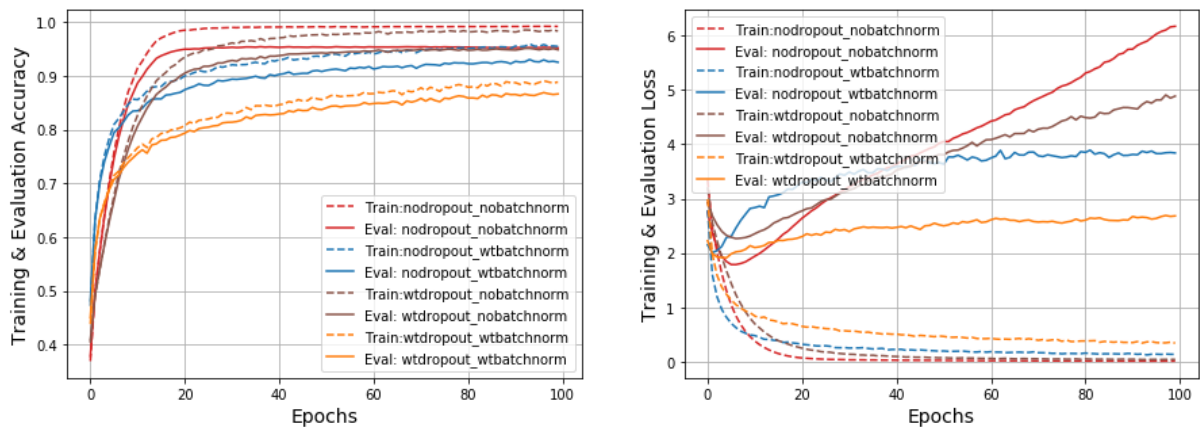 1.0
0.9
0.8
0.7
0.6
0.5
0.4
Training & Evaluation Accuracy
Train:nodropout_nobatchnorm
Eval: nodropout_nobatchnorm
Train:nodropout_wtbatchnorm
Eval: nodropout_wtbatchnorm
Train:wtdropout_nobatchnorm
Eval: wtdropout_nobatchnorm
Train:wtdropout_wtbatchnorm
Eval: wtdropout_wtbatchnorm
0 20 40 60 80 100
Epochs
6
5
4
3
2
1
0
Training & Evaluation Loss
Train:nodropout_nobatchnorm
Eval: nodropout_nobatchnorm
Train:nodropout_wtbatchnorm
Eval: nodropout_wtbatchnorm
Train:wtdropout_nobatchnorm
Eval: wtdropout_nobatchnorm
Train:wtdropout_wtbatchnorm
Eval: wtdropout_wtbatchnorm
0 20 40 60 80 100
Epochs